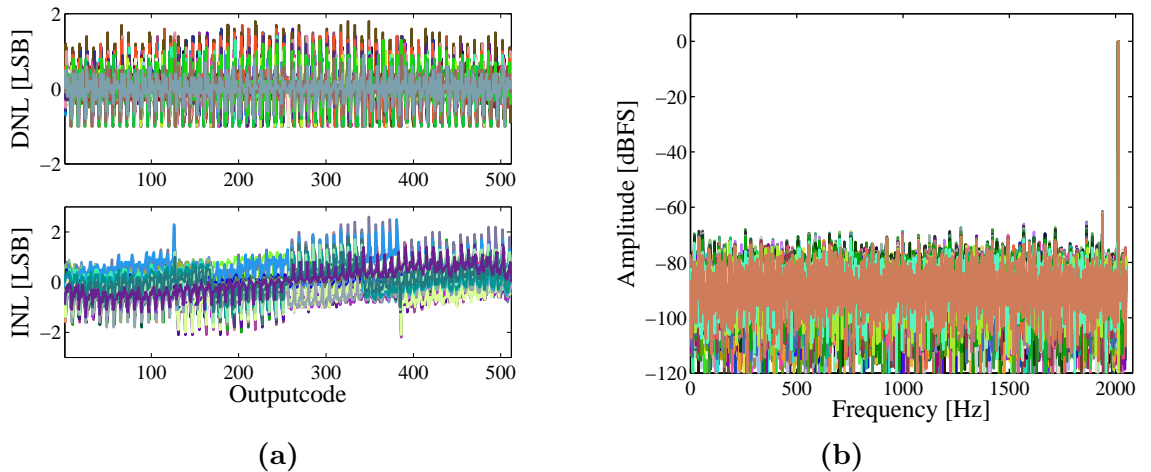 2
0
−2
DNL [LSB]
100 200 300 400 500
2
0
−2
INL [LSB]
100 200 300 400 500
Outputcode
(a)
0
−20
−40
−60
−80
−100
−120
Amplitude [dBFS]
0 500 1000 1500 2000
Frequency [Hz]
(b)